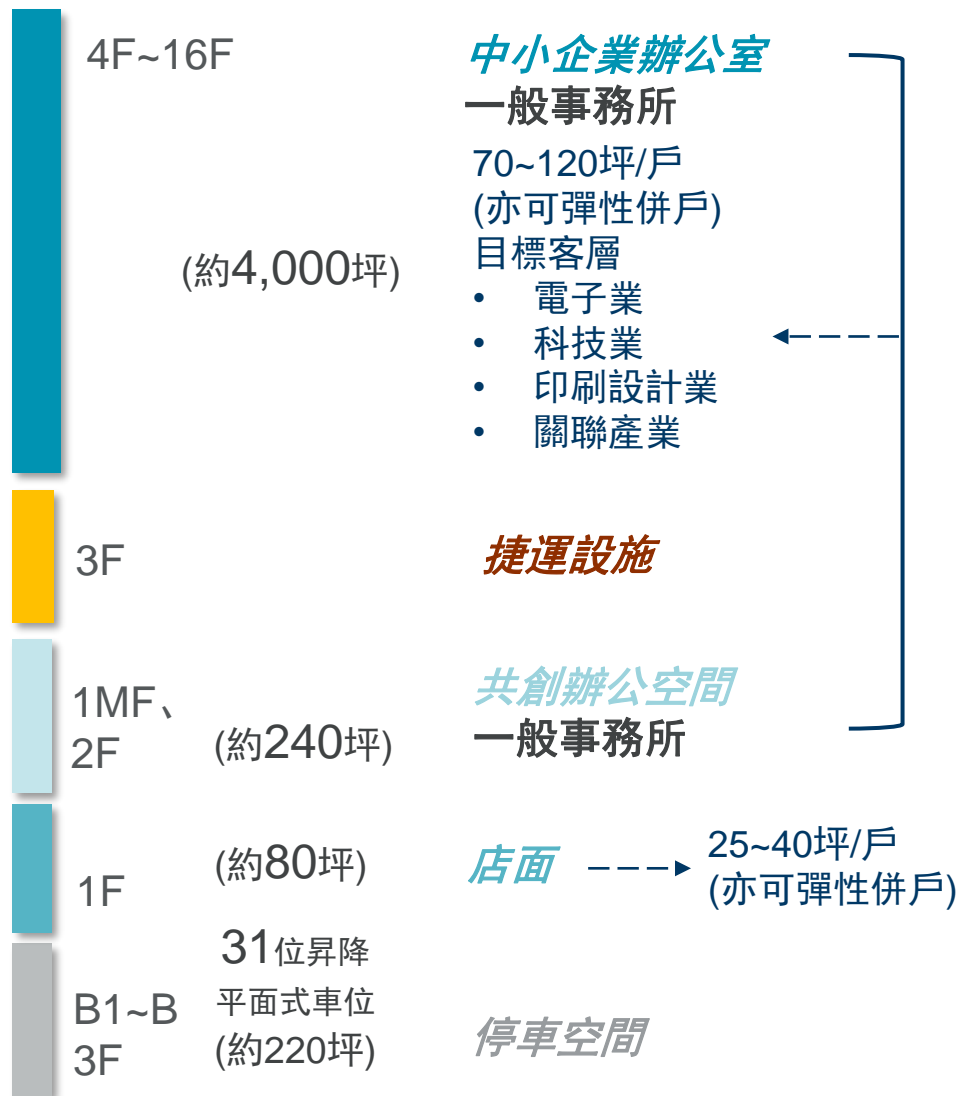 4F~16F
中小企業辦公室
一般事務所
(約4,000坪)
70~120坪/戶
(亦可彈性併戶)
目標客層
• 電子業
• 科技業
• 印刷設計業
• 關聯產業
3F
捷運設施
1MF、
2F
(約240坪)
共創辦公空間
一般事務所
1F
(約80坪)
店面
25~40坪/戶
(亦可彈性併戶)
B1~B
3F
31位昇降
平面式車位
(約220坪)
停車空間